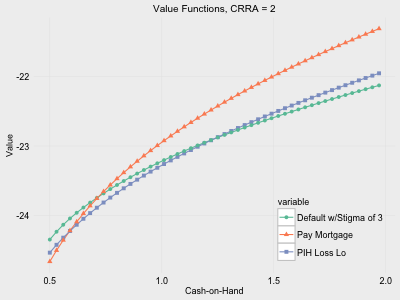 Value Functions, CRRA = 2
Value
-22
-23
-24
variable
Default w/Stigma of 3
Pay Mortgage
PIH Loss Lo
0.5
1.0
1.5
2.0
Cash-on-Hand